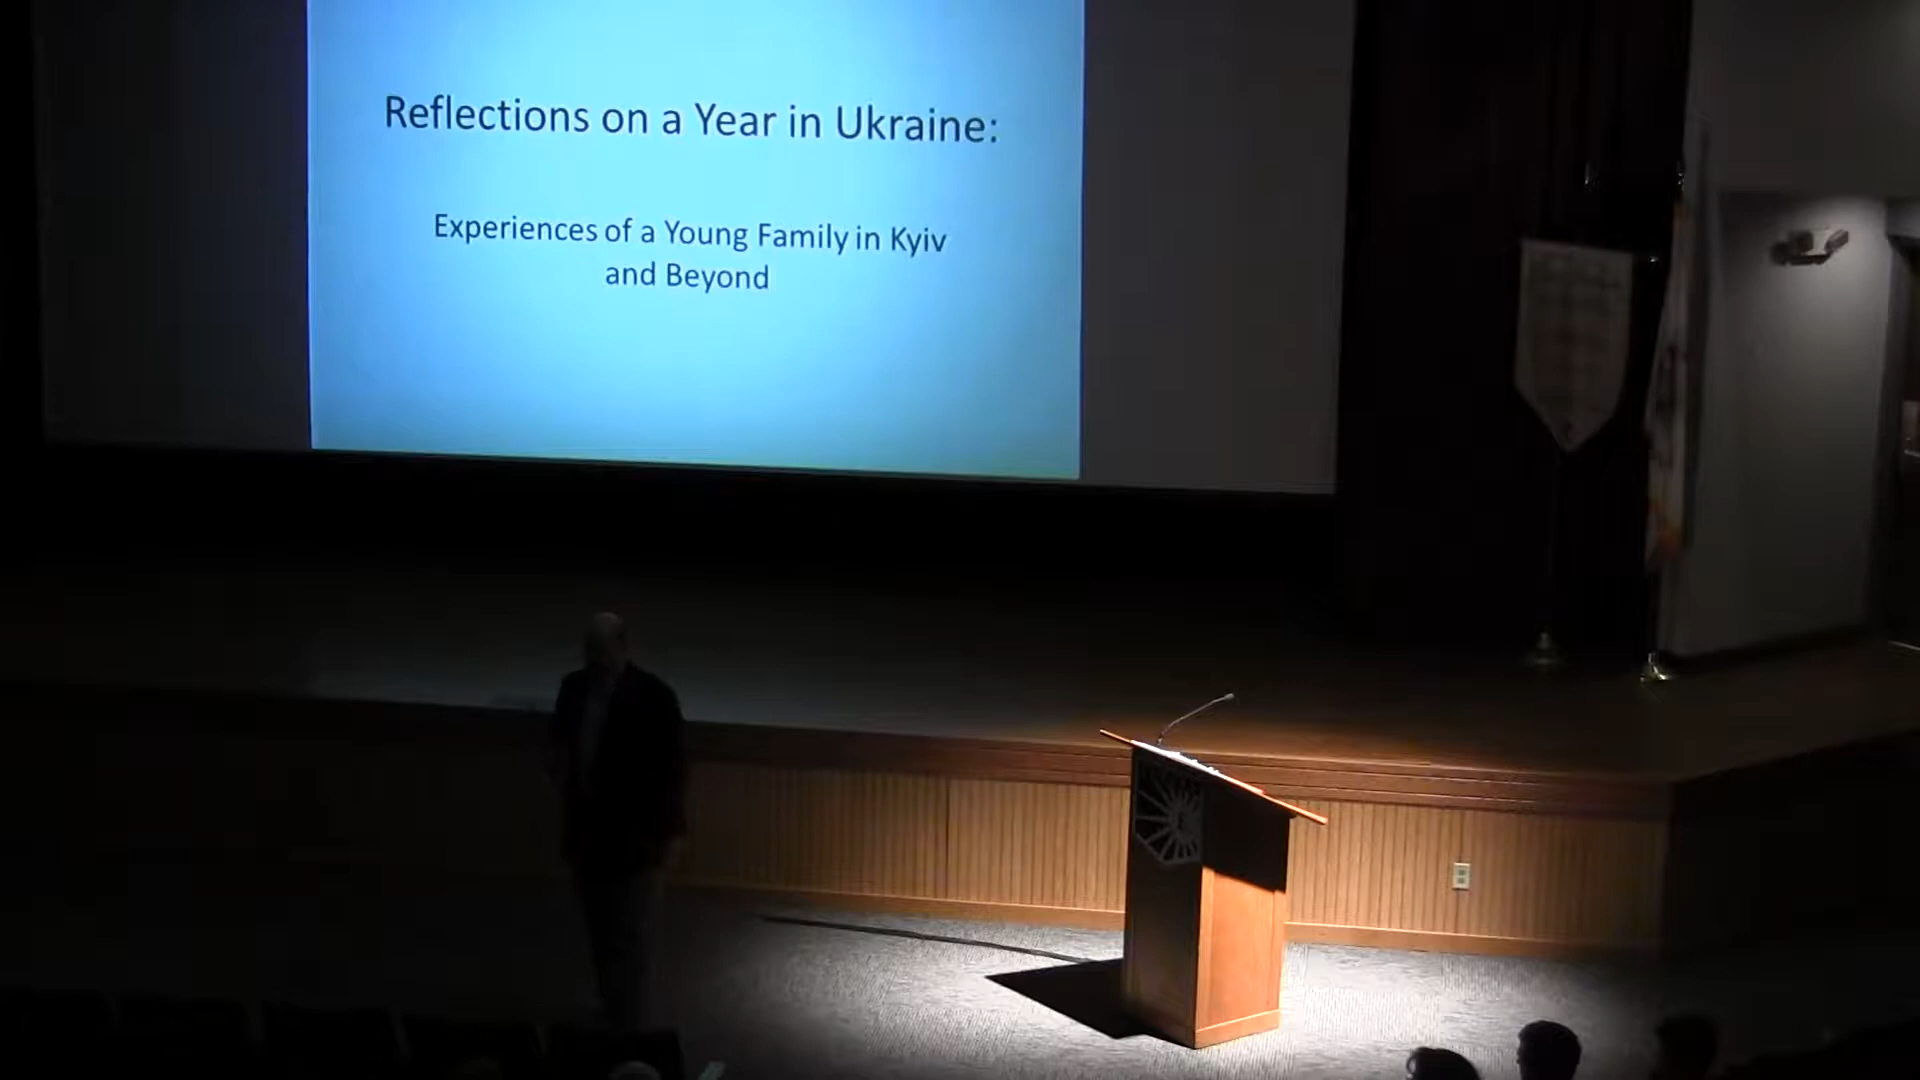 Reflections on a Year in Ukraine:
Experiences of a Young Family in Kyiv
and Beyond